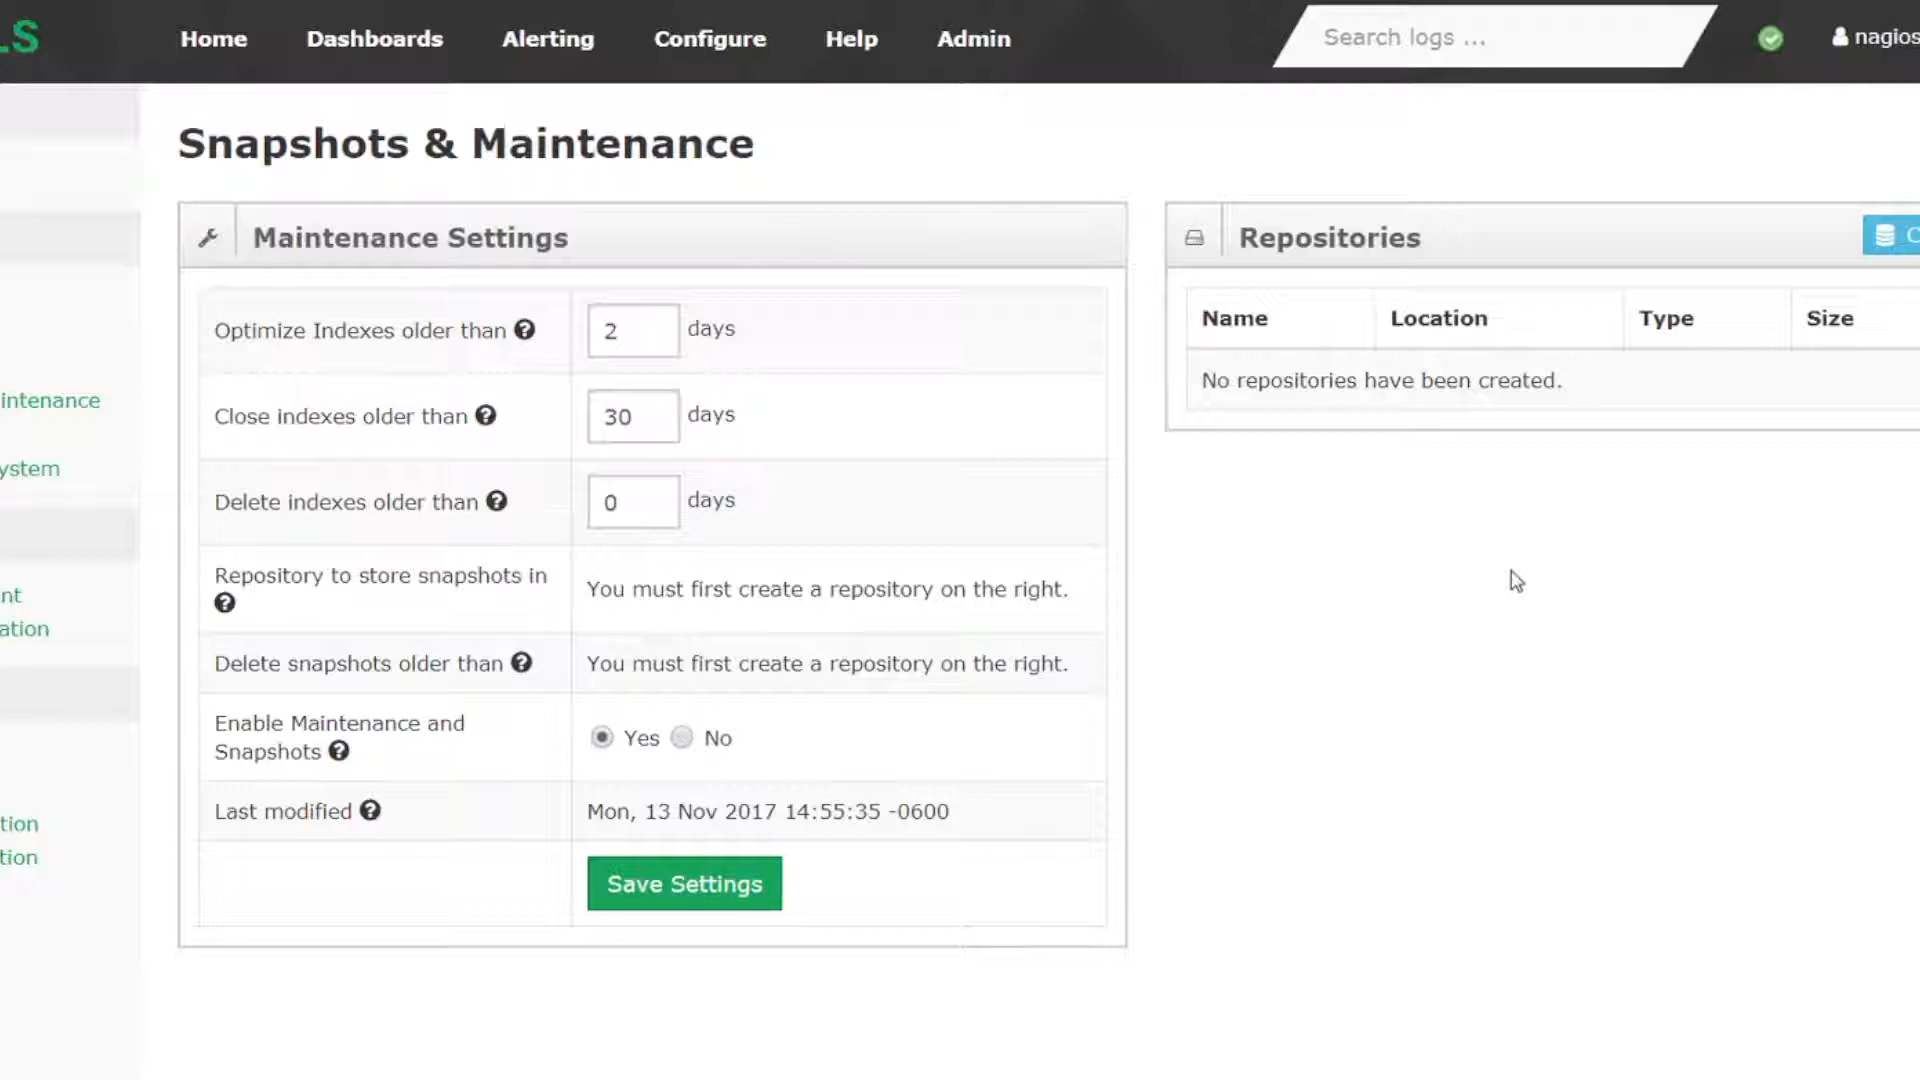 LS
Home Dashboards Alerting Configure Help Admin
Search logs ...
nagios
Snapshots & Maintenance
Maintenance Settings
Optimize Indexes older than
2 days
Close indexes older than
30 days
Delete indexes older than
0 days
Repository to store snapshots in
You must first create a repository on the right.
Delete snapshots older than
You must first create a repository on the right.
Enable Maintenance and
Snapshots
Yes No
Last modified
Mon, 13 Nov 2017 14:55:35 -0600
Save Settings
Repositories
C
Name Location Type Size
No repositories have been created.
intenance
ystem
nt
ation
tion
tion